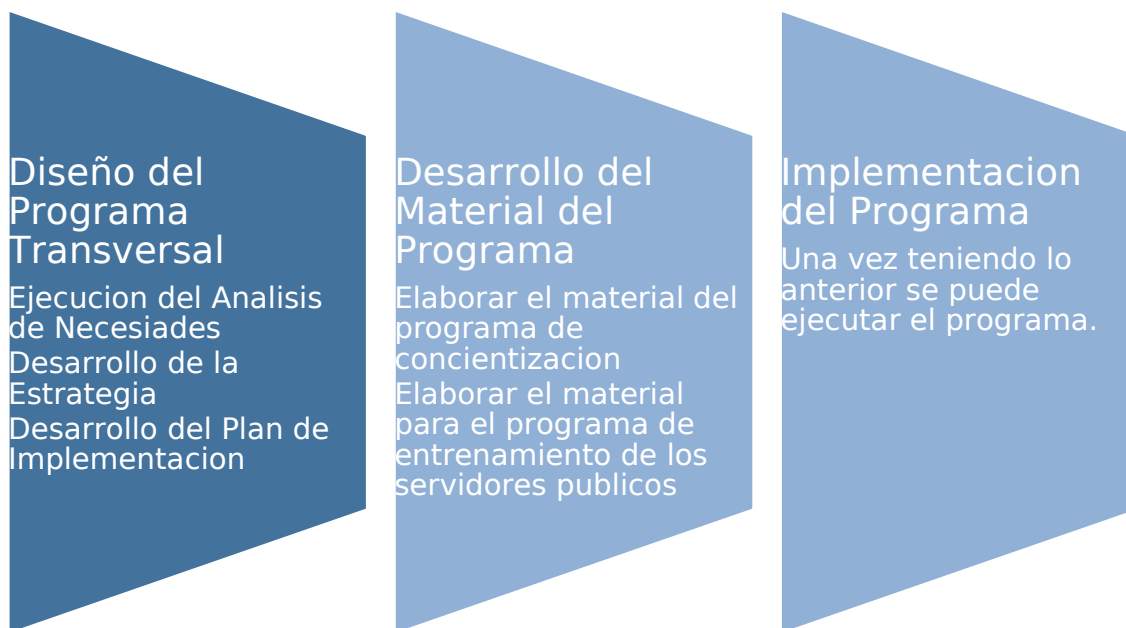 Diseño del
Programa
Transversal
Ejecucion del Analisis
de Necesiades
Desarrollo de la
Estrategia
Desarrollo del Plan de
Implementacion
Desarrollo del
Material del
Programa
Elaborar el material del
programa de
concientizacion
Elaborar el material
para el programa de
entrenamiento de los
servidores publicos
Implementacion
del Programa
Una vez teniendo lo
anterior se puede
ejecutar el programa.